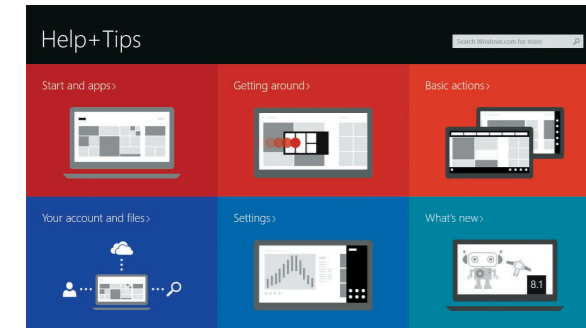 Help+Tips
Search Windows.com for more
Start and apps>
Getting around>
Basic actions>
Your account and files>
Settings>
What's new>
8.1